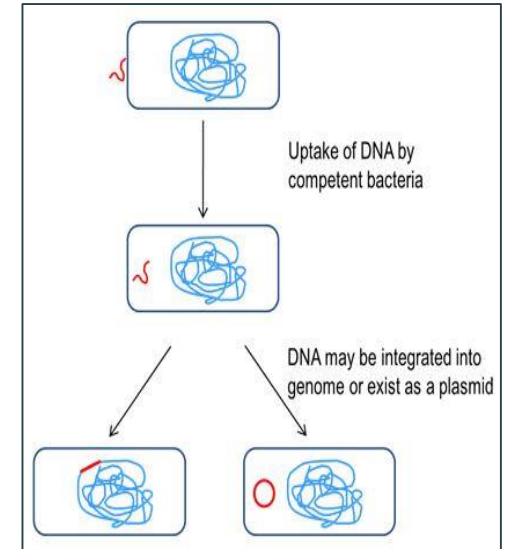 Uptake of DNA by
competent bacteria
DNA may be integrated into
genome or exist as a plasmid